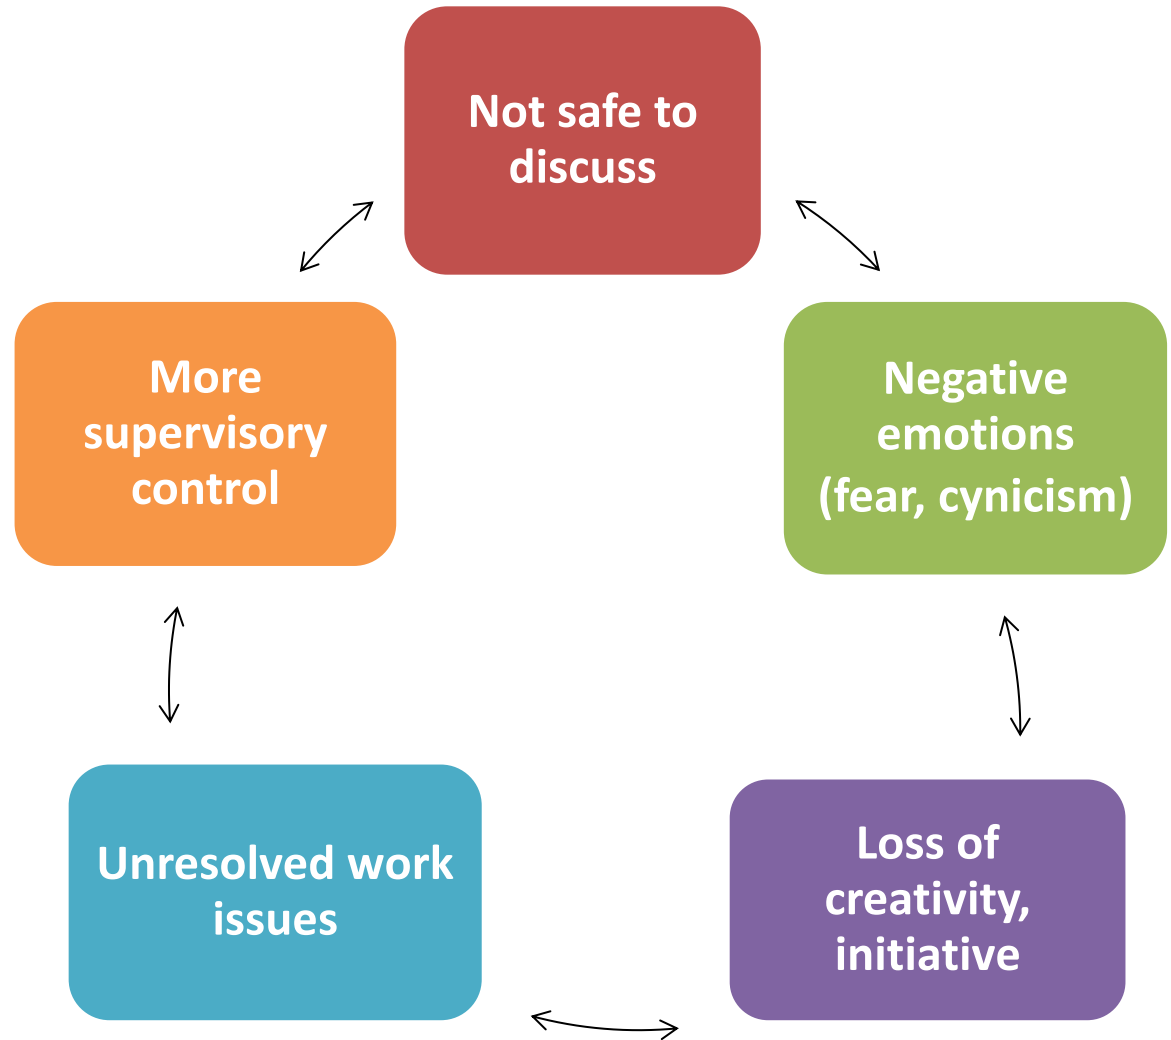 Not safe to
discuss
Negative
emotions
(fear, cynicism)
Loss of
creativity,
initiative
Unresolved work
issues
More
supervisory
control